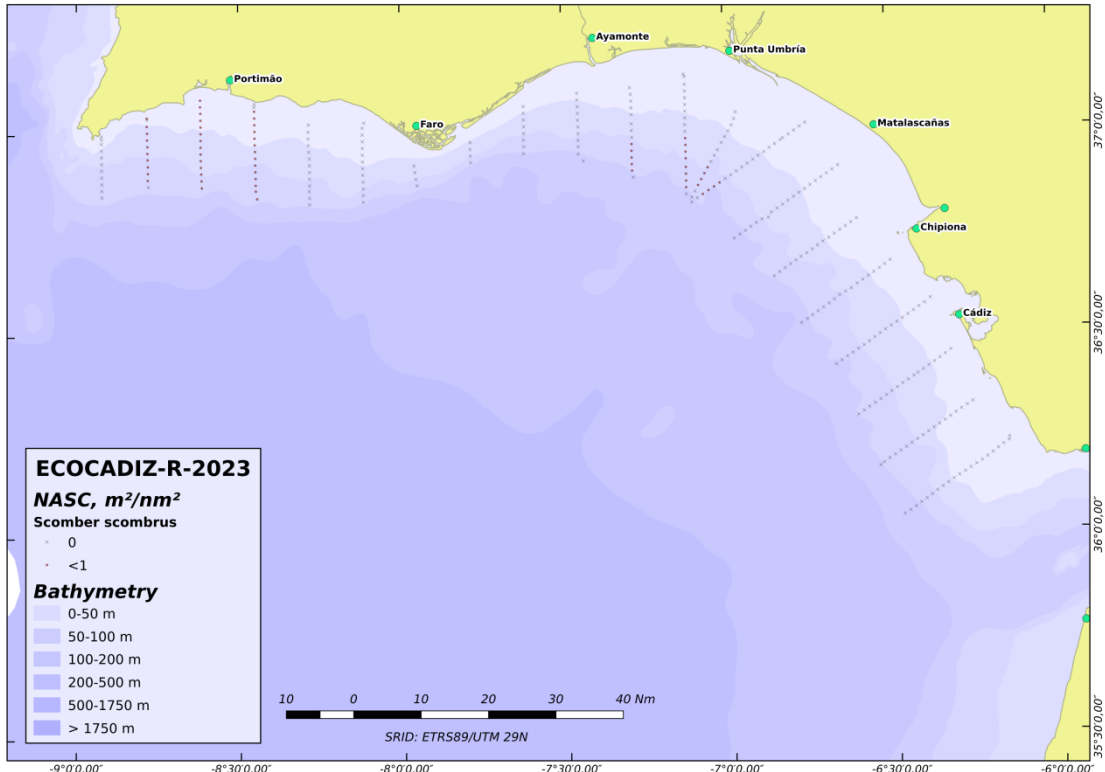 Ayamonte
Punta Umbría
Portimão
Faro
Matalascañas
Chipiona
Cádiz
37°0'0.00"
36°30'0.00"
36°0'0.00"
35°30'0.00"
ECOCADIZ-R-2023
NASC, m²/nm²
Scomber scombrus
0
<1
Bathymetry
0-50 m
50-100 m
100-200 m
200-500 m
500-1750 m
> 1750 m
10 0 10 20 30 40 Nm
SRID: ETRS89/UTM 29N
-9°0'0.00" -8°30'0.00" -8°0'0.00" -7°30'0.00" -7°0'0.00" -6°30'0.00" -6°0'0.00"